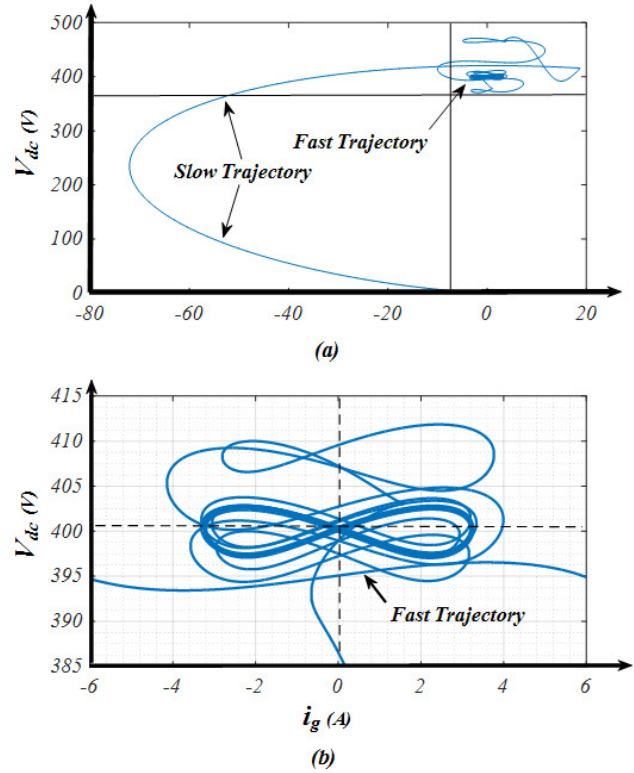 (a)
500
400
300
200
100
0
V_dc (V)
Fast Trajectory
Slow Trajectory
-80
-60
-40
-20
0
20
(a)
415
410
405
400
395
390
385
V_dc (V)
Fast Trajectory
-6
-4
-2
0
2
4
6
i_g (A)
(b)